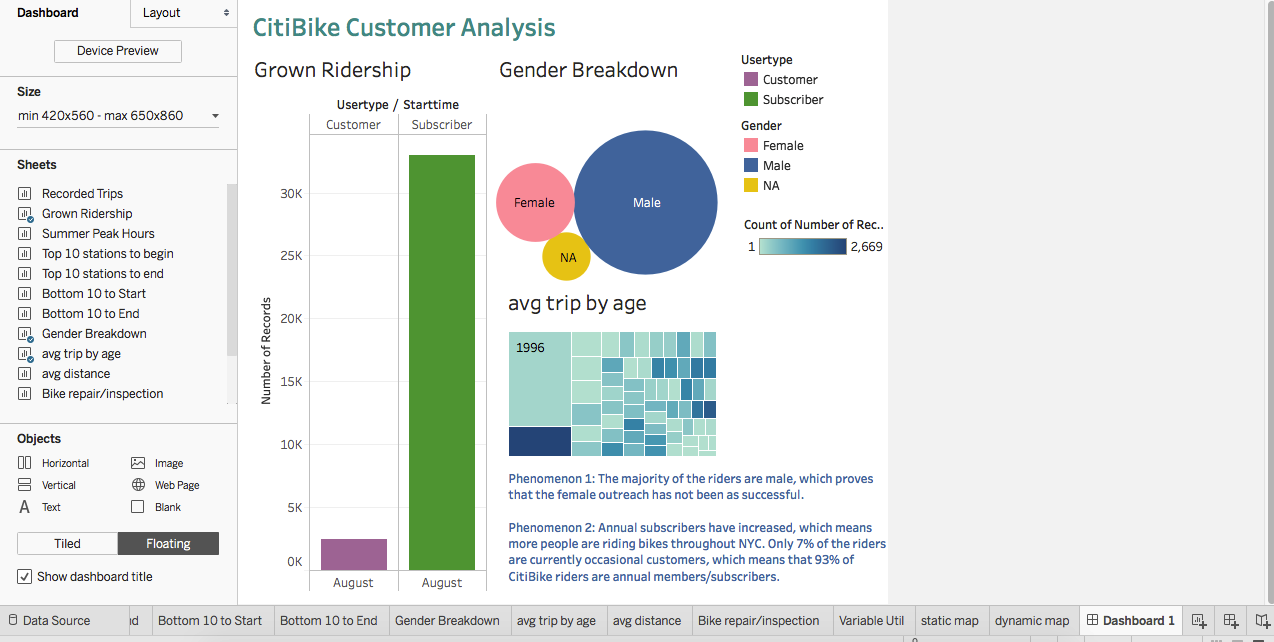 Dashboard
Layout
Device Preview
Size
min 420x560 - max 650x860
Sheets
Recorded Trips
Grown Ridership
Summer Peak Hours
Top 10 stations to begin
Top 10 stations to end
Bottom 10 to Start
Bottom 10 to End
Gender Breakdown
avg trip by age
avg distance
Bike repair/inspection
Objects
Horizontal
Image
Vertical
Web Page
A Text
Blank
Tiled
Floating
Show dashboard title
CitiBike Customer Analysis
Grown Ridership
Usertype / Starttime
Customer
Subscriber
Number of Records
30K
25K
20K
15K
10K
5K
0K
August
August
Gender Breakdown
Female
Male
NA
Usertype
Customer
Subscriber
Gender
Female
Male
NA
Count of Number of Rec..
1
2,669
avg trip by age
1996
Phenomenon 1: The majority of the riders are male, which proves
that the female outreach has not been as successful.
Phenomenon 2: Annual subscribers have increased, which means
more people are riding bikes throughout NYC. Only 7% of the riders
are currently occasional customers, which means that 93% of
CitiBike riders are annual members/subscribers.
Data Source
nd
Bottom 10 to Start
Bottom 10 to End
Gender Breakdown
avg trip by age
avg distance
Bike repair/inspection
Variable Util
static map
dynamic map
Dashboard 1